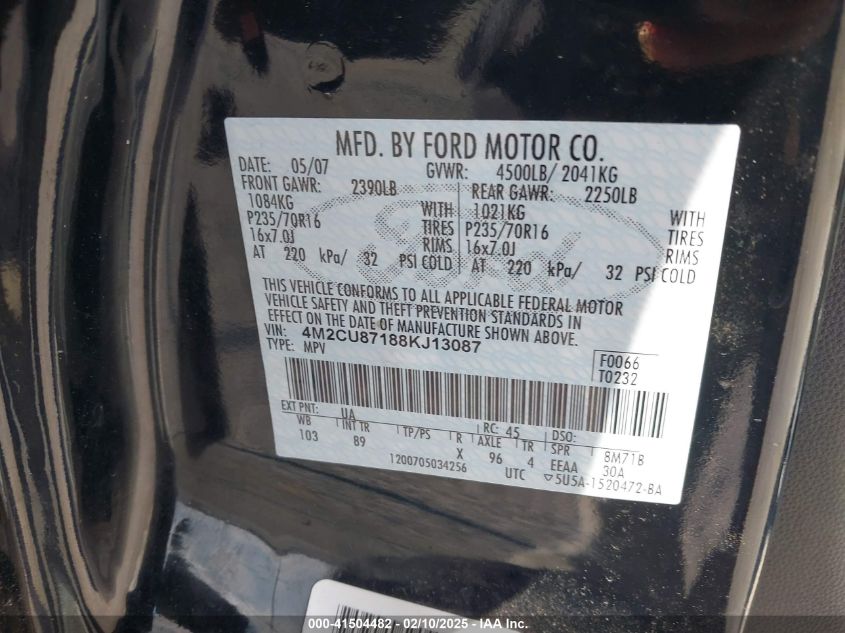 MFD. BY FORD MOTOR CO.
DATE: 05/07 GVWR: 4500LB/ 2041KG
FRONT GAWR: 2390LB REAR GAWR: 2250LB
1084KG WITH 1021KG WITH
P235/70R16 TIRES P235/70R16 TIRES
16x7.0J RIMS 16x7.0J RIMS
AT 220 kPa/ 32 PSI COLD AT 220 kPa/ 32 PSI COLD
Ford
THIS VEHICLE CONFORMS TO ALL APPLICABLE FEDERAL MOTOR
VEHICLE SAFETY AND THEFT PREVENTION STANDARDS IN
EFFECT ON THE DATE OF MANUFACTURE SHOWN ABOVE.
VIN: 4M2CU87188KJ13087
TYPE: MPV
F0066
T0232
EXT PNT: UA RC: 45 DSO:
WB INT TR TP/PS R AXLE TR SPR 8M71B
103 89 X 96 4 EEAA 30A
1200705034256 UTC ▽5U5A-1520472-BA
000-41504482 - 02/10/2025 - IAA Inc.